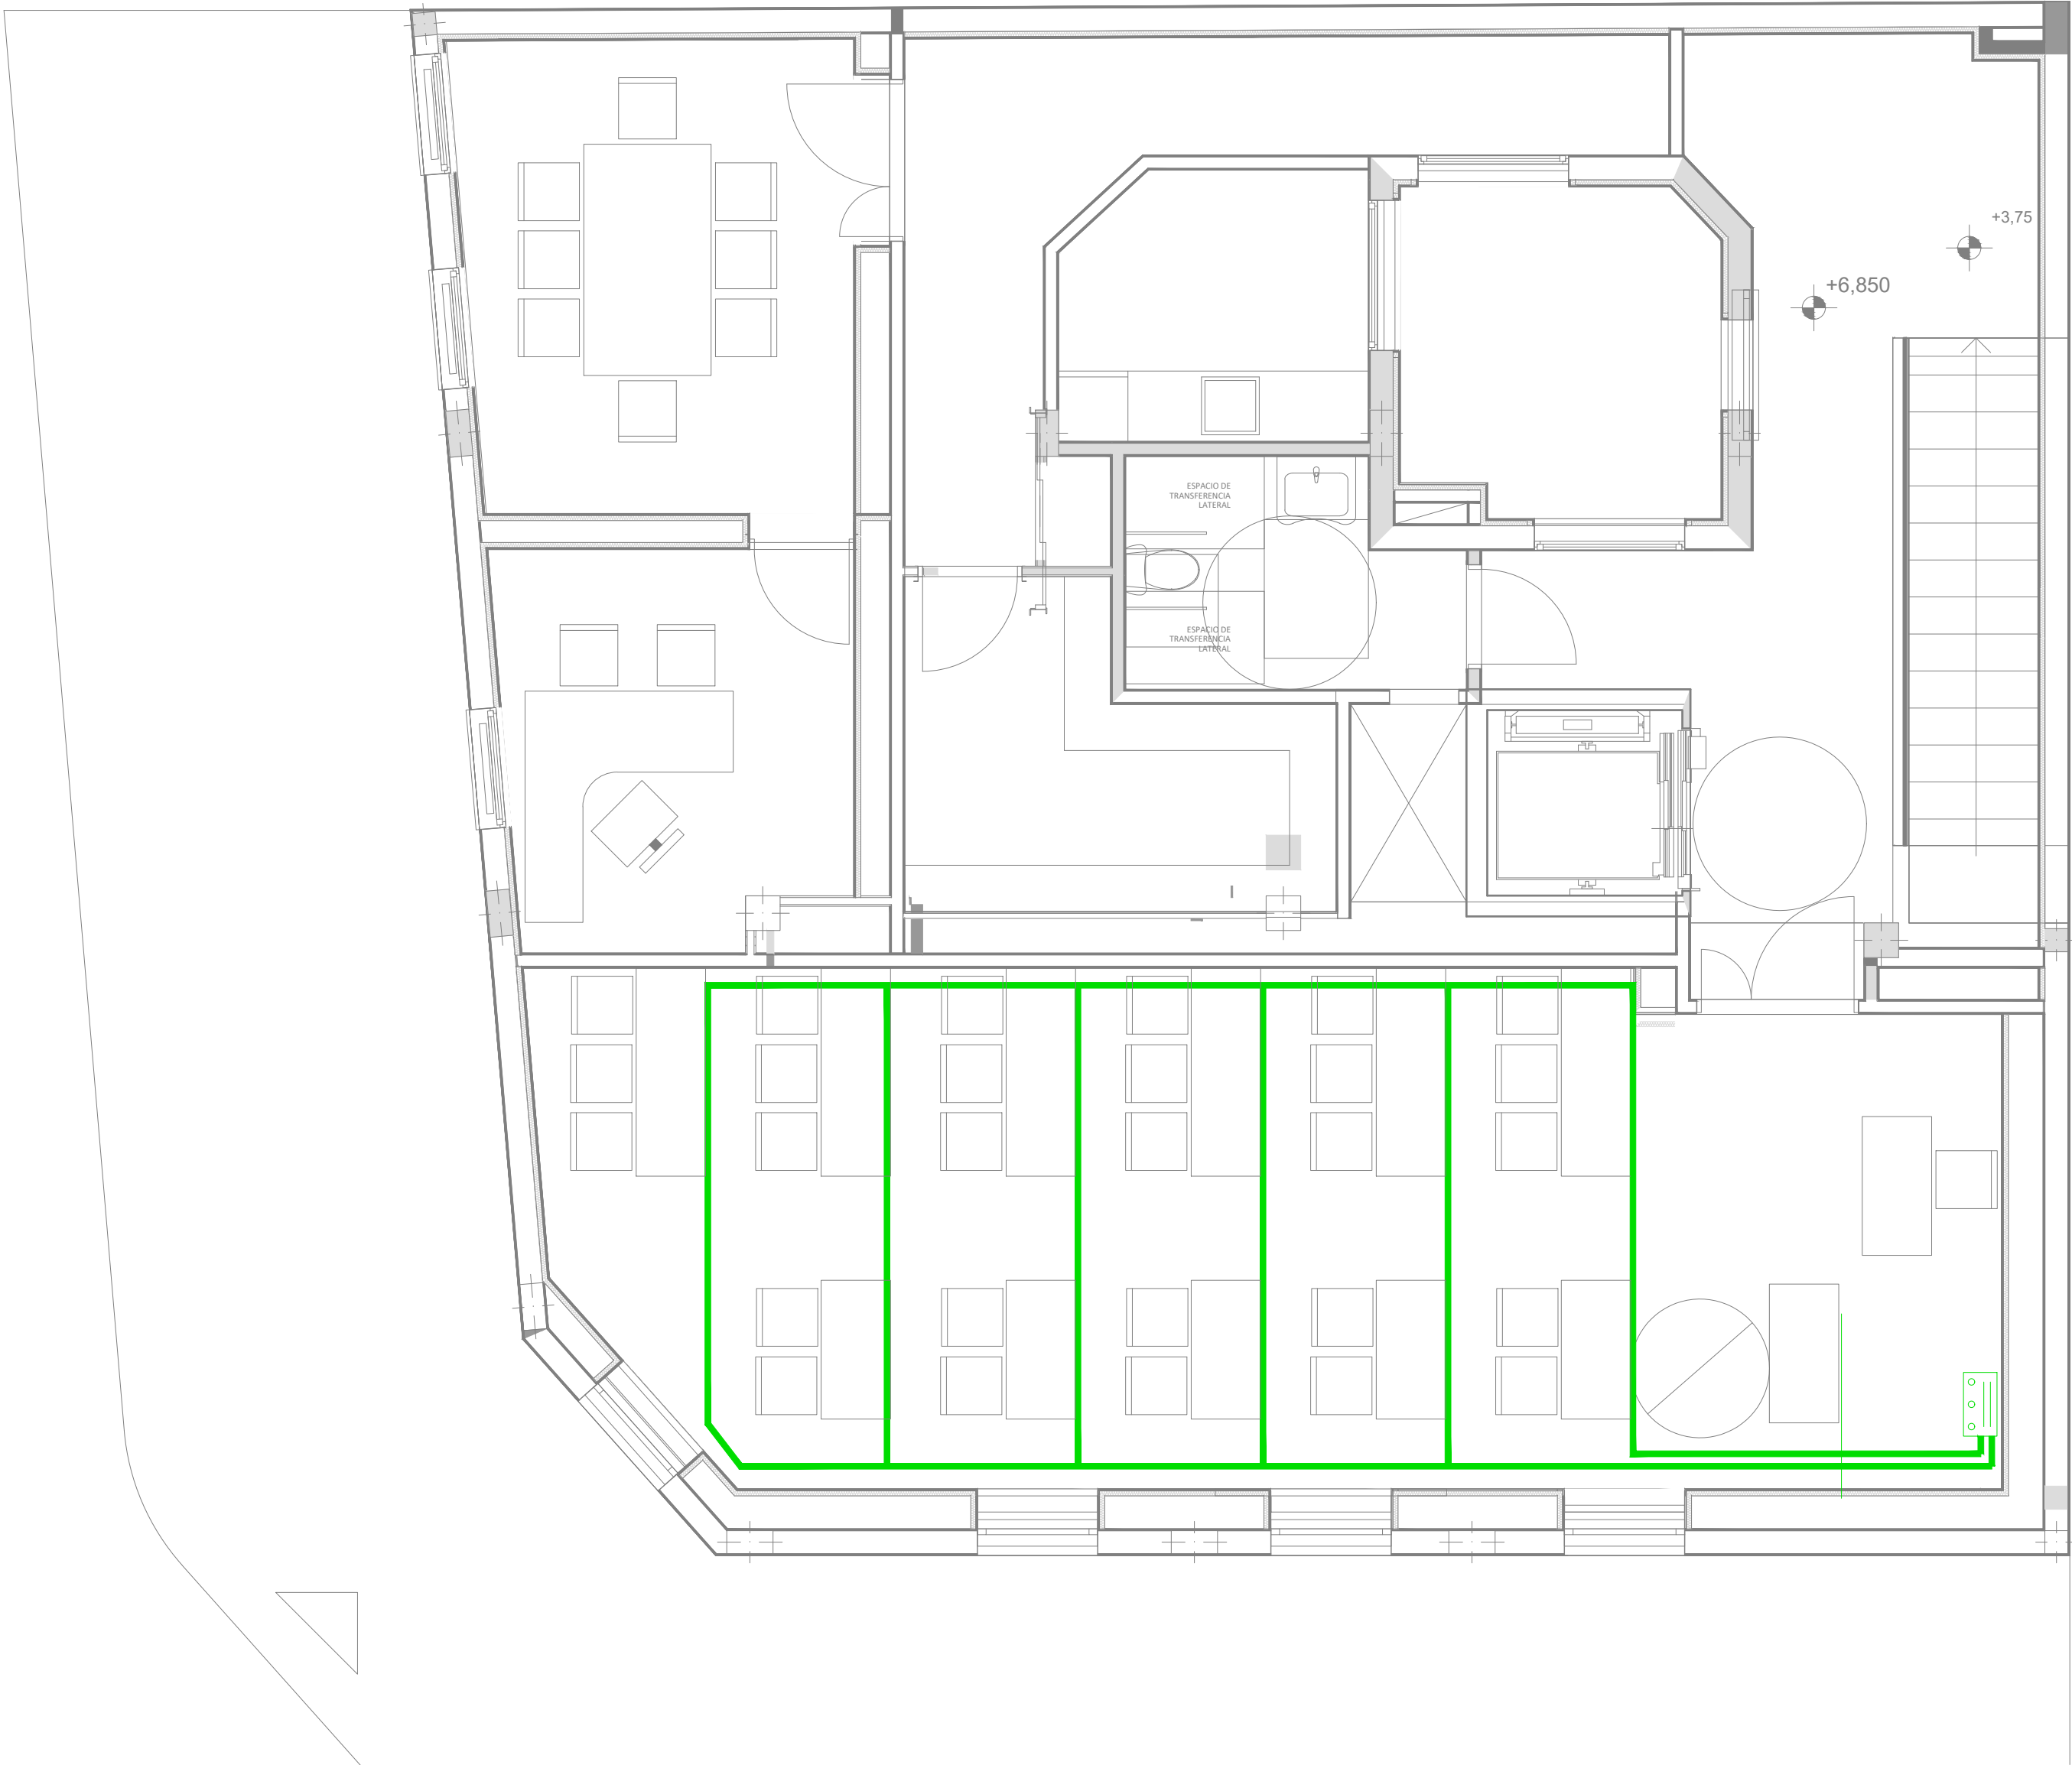 +3,75
+6,850
ESPACIO DE
TRANSFERENCIA
LATERAL
ESPACIO DE
TRANSFERENCIA
LATERAL